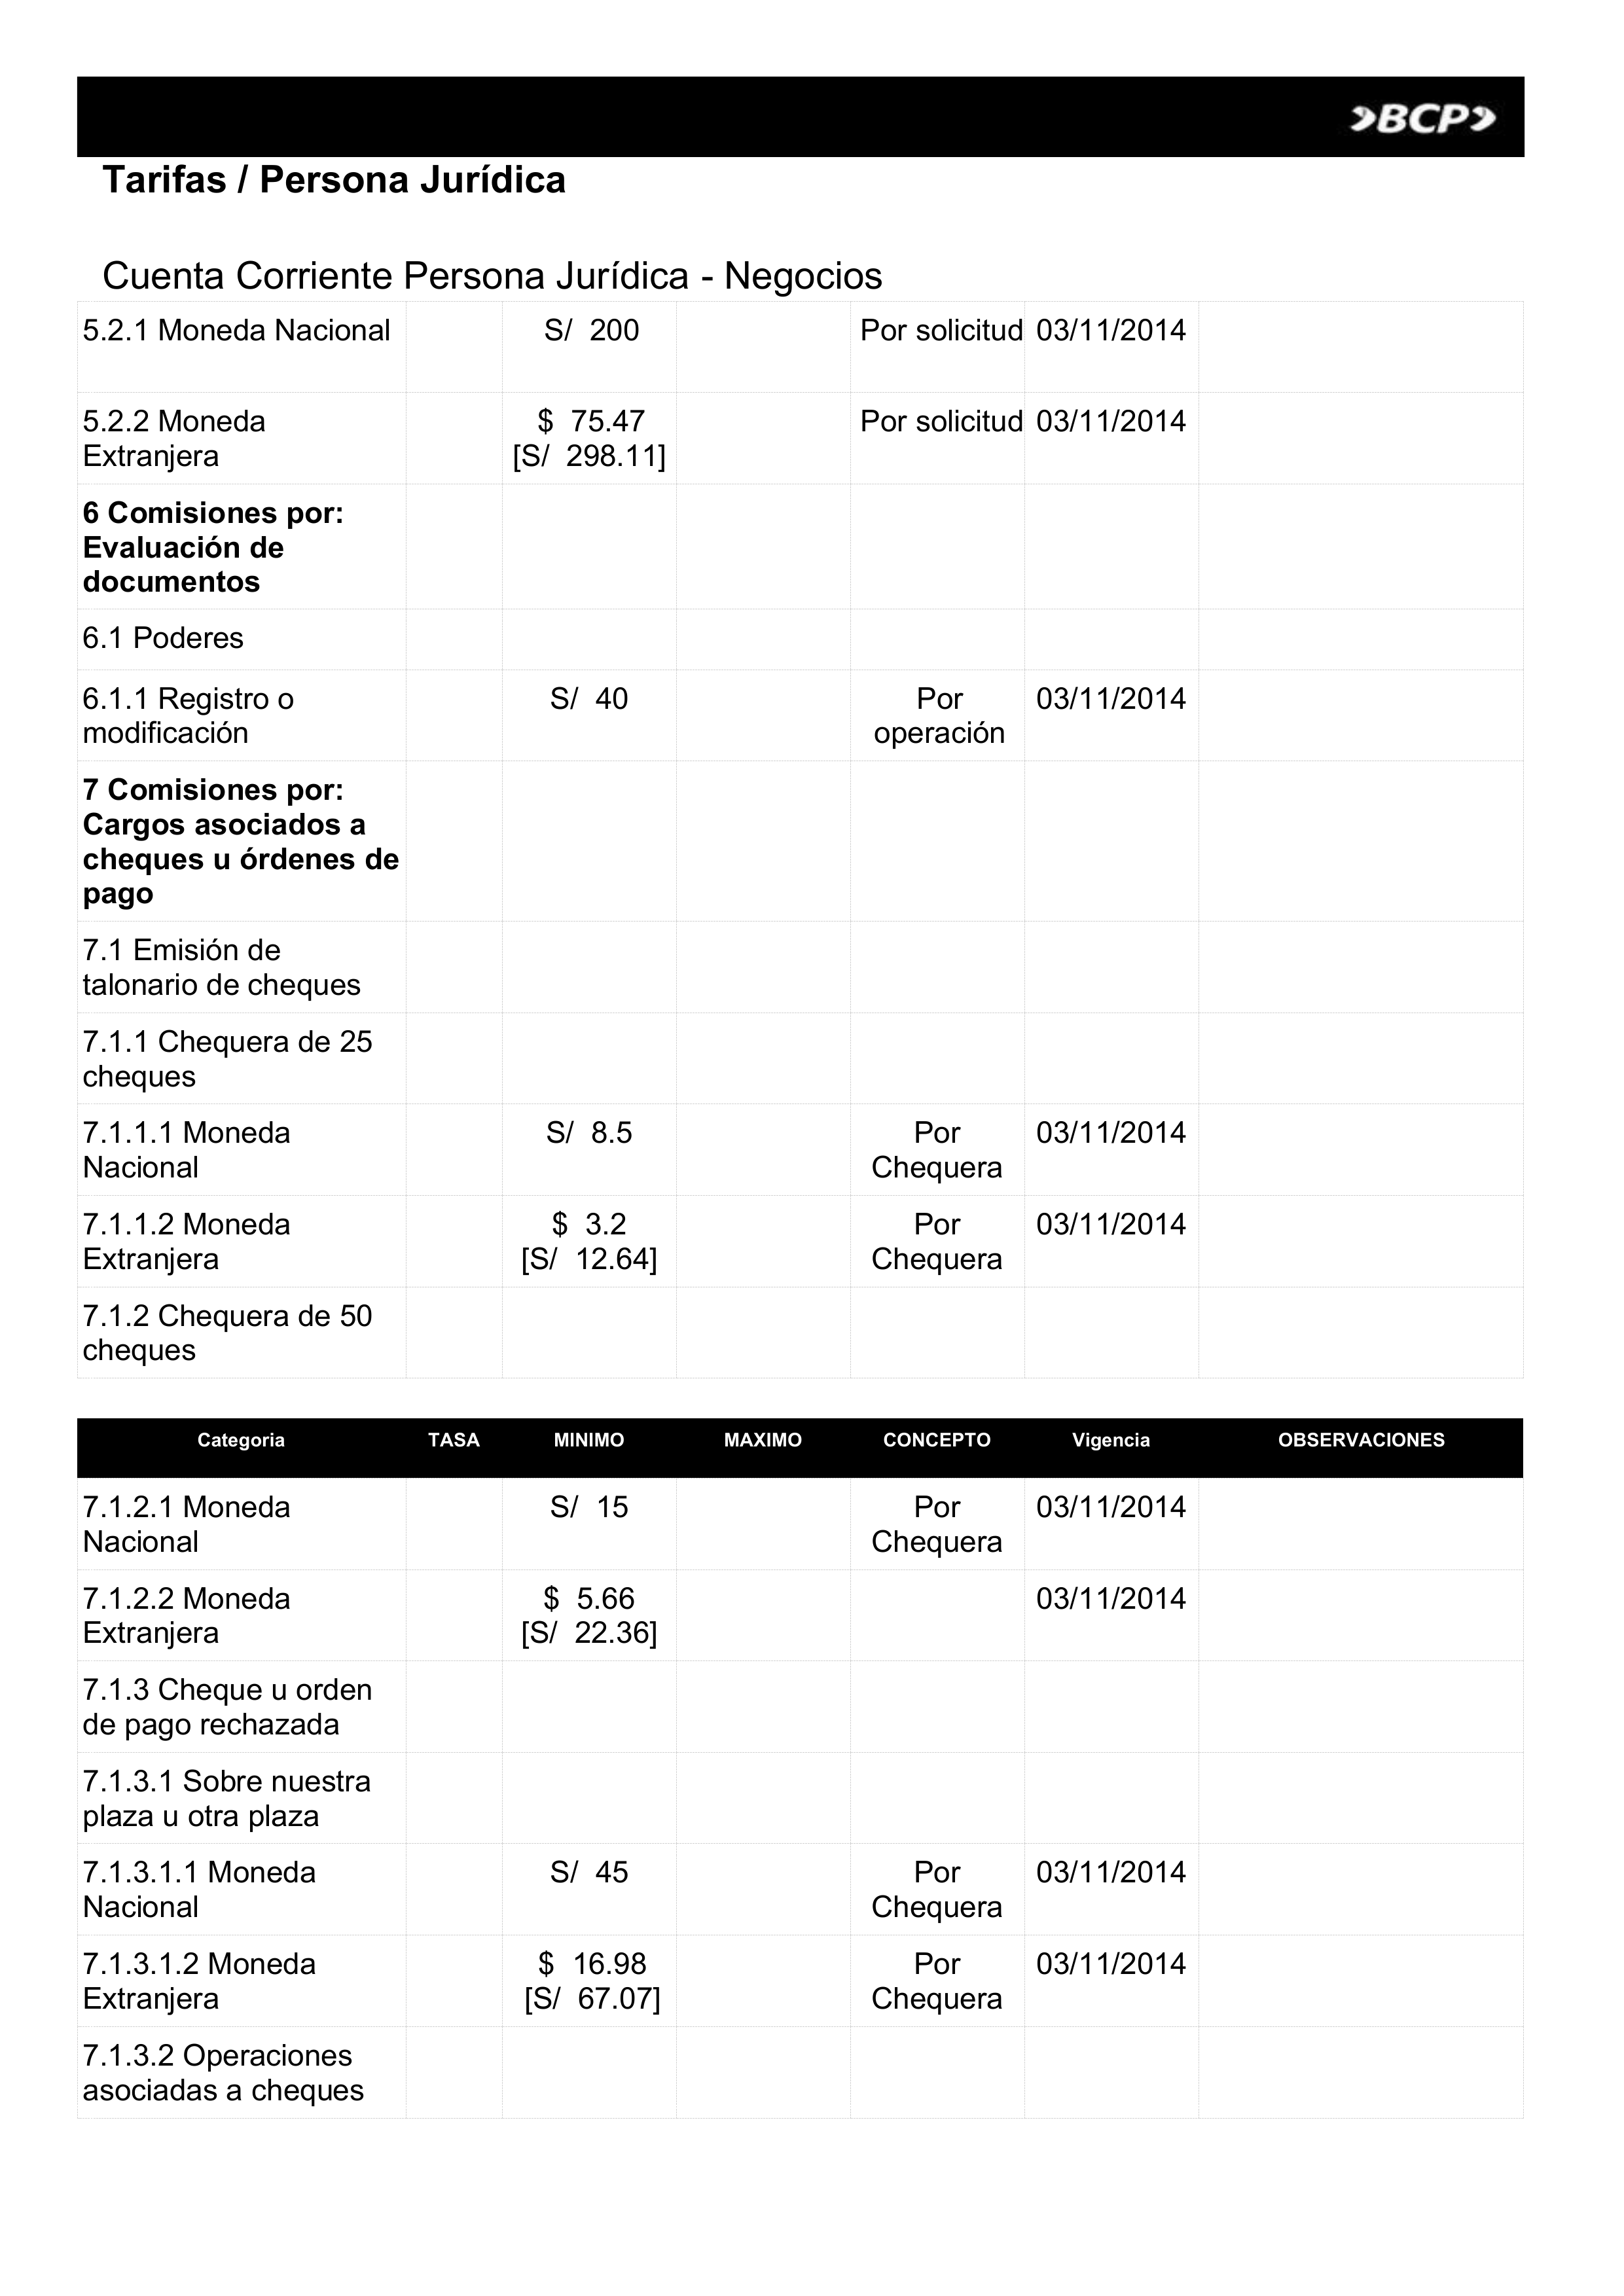 BCP
Tarifas / Persona Jurídica
Cuenta Corriente Persona Jurídica - Negocios
5.2.1 Moneda Nacional S/ 200 Por solicitud 03/11/2014
5.2.2 Moneda $ 75.47 Por solicitud 03/11/2014
Extranjera [S/ 298.11]
6 Comisiones por:
Evaluación de
documentos
6.1 Poderes
6.1.1 Registro o S/ 40 Por 03/11/2014
modificación operación
7 Comisiones por:
Cargos asociados a
cheques u órdenes de
pago
7.1 Emisión de
talonario de cheques
7.1.1 Chequera de 25
cheques
7.1.1.1 Moneda S/ 8.5 Por 03/11/2014
Nacional Chequera
7.1.1.2 Moneda $ 3.2 Por 03/11/2014
Extranjera [S/ 12.64] Chequera
7.1.2 Chequera de 50
cheques
Categoria TASA MINIMO MAXIMO CONCEPTO Vigencia OBSERVACIONES
7.1.2.1 Moneda S/ 15 Por 03/11/2014
Nacional Chequera
7.1.2.2 Moneda $ 5.66 03/11/2014
Extranjera [S/ 22.36]
7.1.3 Cheque u orden
de pago rechazada
7.1.3.1 Sobre nuestra
plaza u otra plaza
7.1.3.1.1 Moneda S/ 45 Por 03/11/2014
Nacional Chequera
7.1.3.1.2 Moneda $ 16.98 Por 03/11/2014
Extranjera [S/ 67.07] Chequera
7.1.3.2 Operaciones
asociadas a cheques